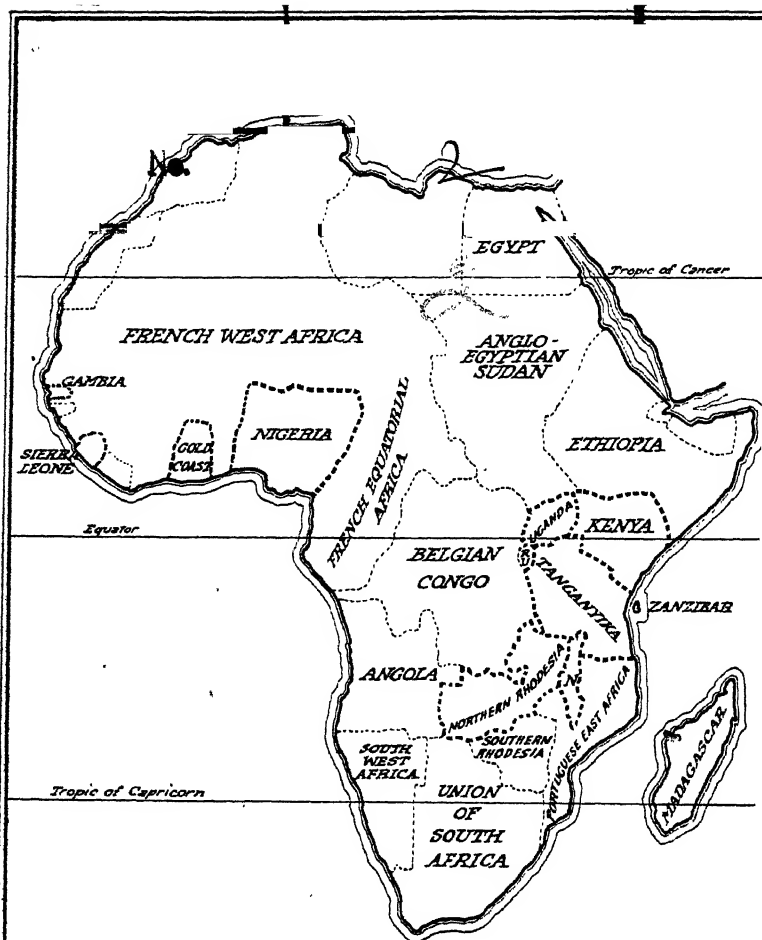 N.
EGYPT
Tropic of Cancer
FRENCH WEST AFRICA
ANGLO-
EGYPTIAN
SUDAN
GAMBIA
NIGERIA
GOLD
COAST
SIERRA
LEONE
FRENCH EQUATORIAL
AFRICA
ETHIOPIA
Equator
UGANDA
KENYA
BELGIAN
CONGO
TANGANYIKA
ZANZIBAR
ANGOLA
NORTHERN RHODESIA
N.
PORTUGUESE EAST AFRICA
SOUTH
WEST
AFRICA
SOUTHERN
RHODESIA
MADAGASCAR
Tropic of Capricorn
UNION
OF
SOUTH
AFRICA